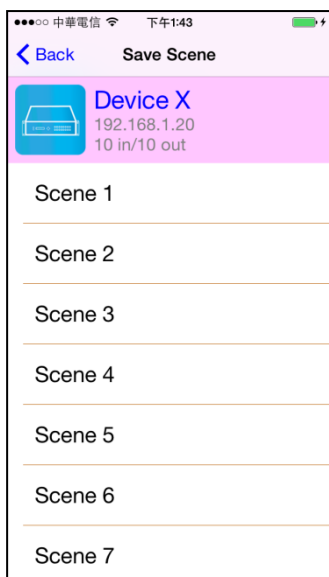 中華電信 下午1:43
Back Save Scene
Device X
192.168.1.20
10 in/10 out
Scene 1
Scene 2
Scene 3
Scene 4
Scene 5
Scene 6
Scene 7